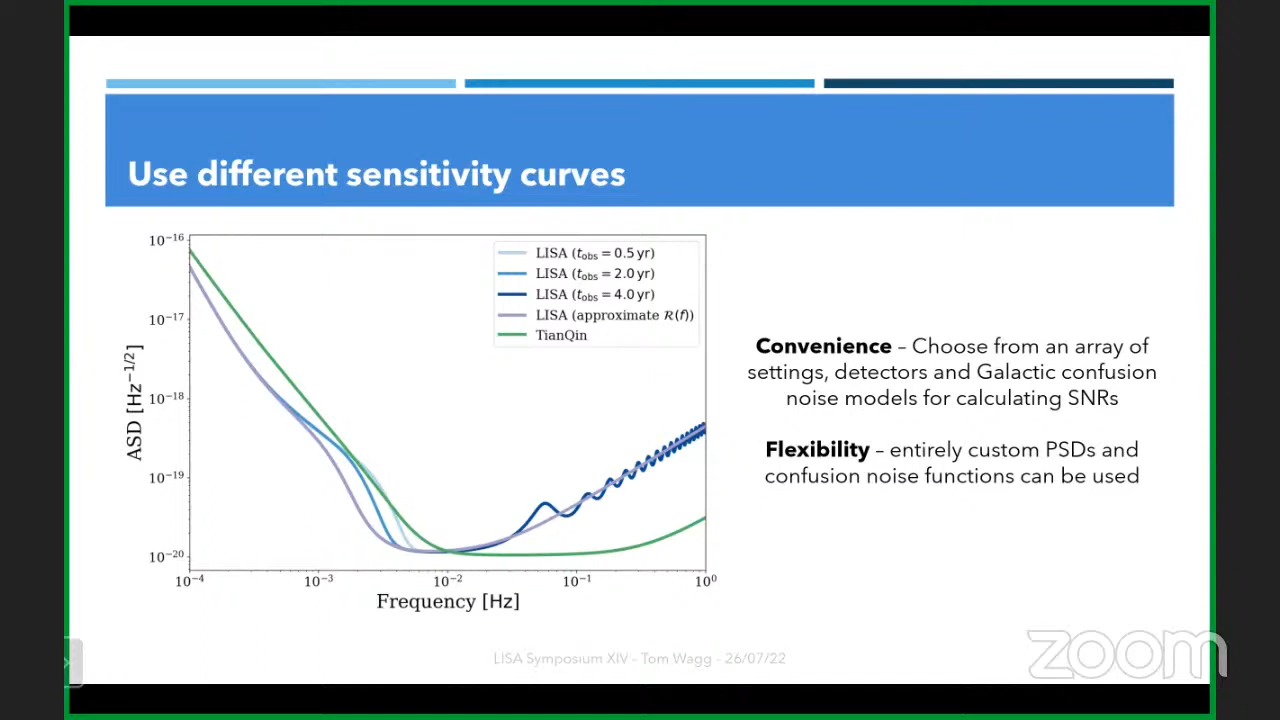 Use different sensitivity curves
10⁻¹⁶
10⁻¹⁷
10⁻¹⁸
10⁻¹⁹
10⁻²⁰
ASD [Hz⁻¹/²]
LISA (t_obs = 0.5 yr)
LISA (t_obs = 2.0 yr)
LISA (t_obs = 4.0 yr)
LISA (approximate R(f))
TianQin
10⁻⁴ 10⁻³ 10⁻² 10⁻¹ 10⁰
Frequency [Hz]
Convenience – Choose from an array of
settings, detectors and Galactic confusion
noise models for calculating SNRs
Flexibility – entirely custom PSDs and
confusion noise functions can be used
LISA Symposium XIV – Tom Wagg - 26/07/22
zoom